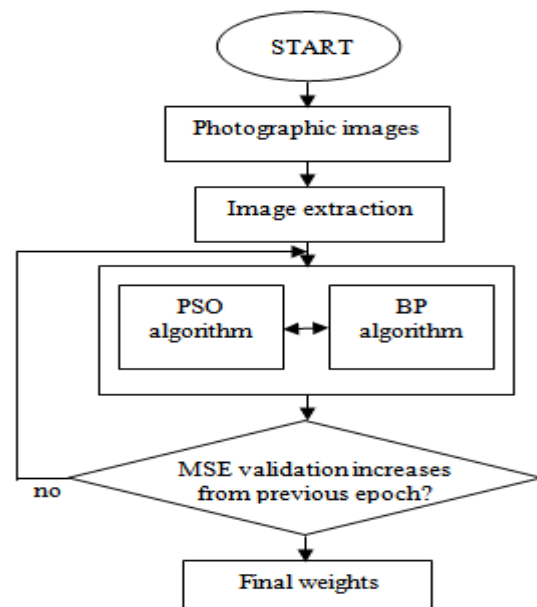 START
Photographic images
Image extraction
PSO
algorithm
BP
algorithm
MSE validation increases
from previous epoch?
no
Final weights